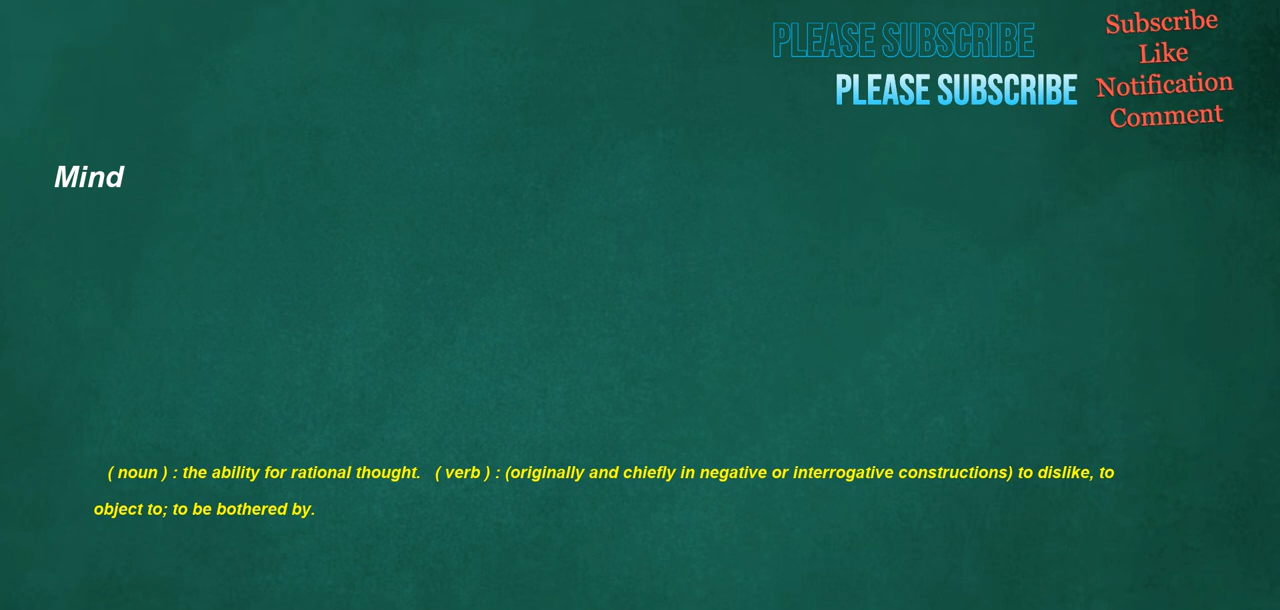 PLEASE SUBSCRIBE
PLEASE SUBSCRIBE
Subscribe
Like
Notification
Comment
Mind
( noun ) : the ability for rational thought. ( verb ) : (originally and chiefly in negative or interrogative constructions) to dislike, to
object to; to be bothered by.